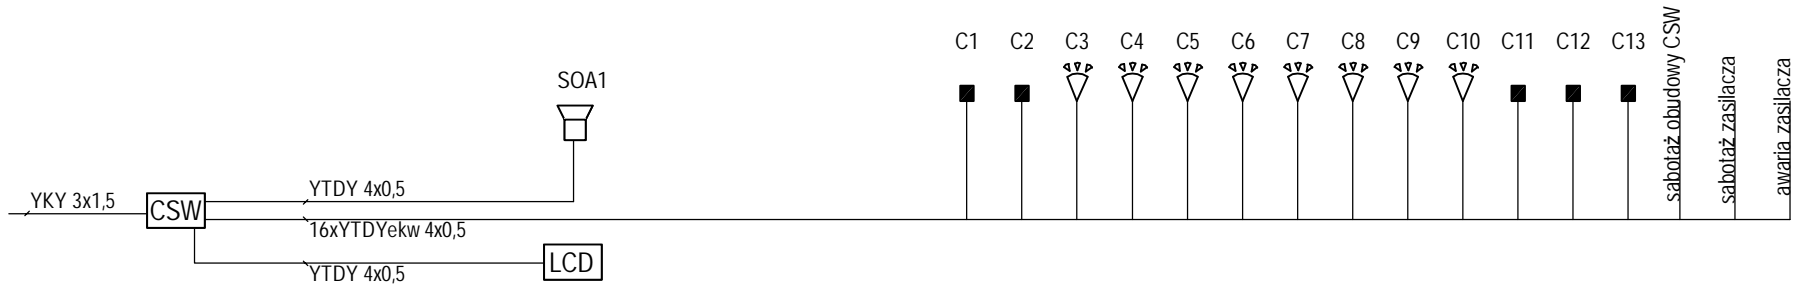 C1 C2 C3 C4 C5 C6 C7 C8 C9 C10 C11 C12 C13
sabotaż obudowy CSW
sabotaż zasilacza
awaria zasilacza
SOA1
YKY 3x1,5
CSW
YTDY 4x0,5
16xYTDYekw 4x0,5
YTDY 4x0,5
LCD